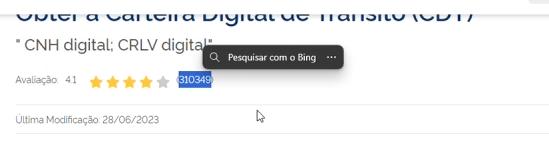 Obter a Carteira Digital de Trânsito (CDT)
" CNH digital; CRLV digital"
Pesquisar com o Bing ...
Avaliação: 4.1 (310349)
Última Modificação: 28/06/2023